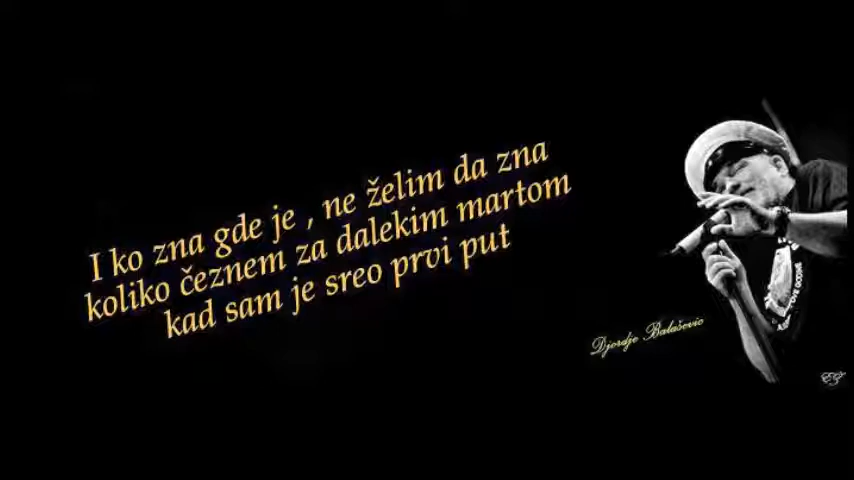 I ko zna gde je , ne želim da zna
koliko čeznem za dalekim martom
kad sam je sreo prvi put
Djordje Balašević